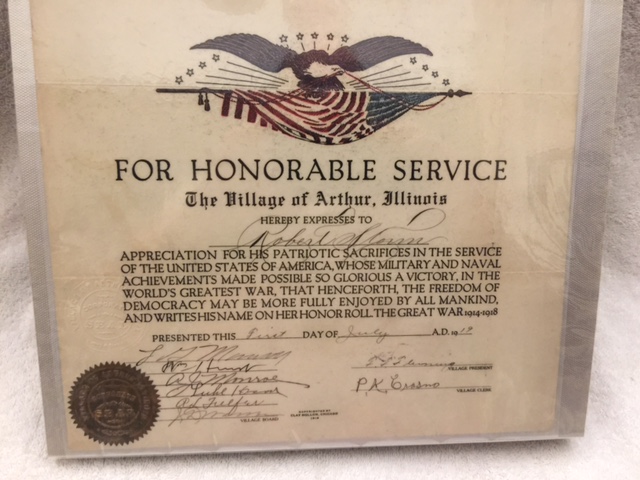 FOR HONORABLE SERVICE
The Village of Arthur, Illinois
HEREBY EXPRESSES TO
Robert
APPRECIATION FOR HIS PATRIOTIC SACRIFICES IN THE SERVICE
OF THE UNITED STATES OF AMERICA, WHOSE MILITARY AND NAVAL
ACHIEVEMENTS MADE POSSIBLE SO GLORIOUS A VICTORY, IN THE
WORLD'S GREATEST WAR, THAT HENCEFORTH, THE FREEDOM OF
DEMOCRACY MAY BE MORE FULLY ENJOYED BY ALL MANKIND,
AND WRITES HIS NAME ON HER HONOR ROLL THE GREAT WAR 1914-1918
PRESENTED THIS First DAY OF July A.D. 1919
VILLAGE PRESIDENT
Monroe
P.K.
VILLAGE CLERK
VILLAGE BOARD